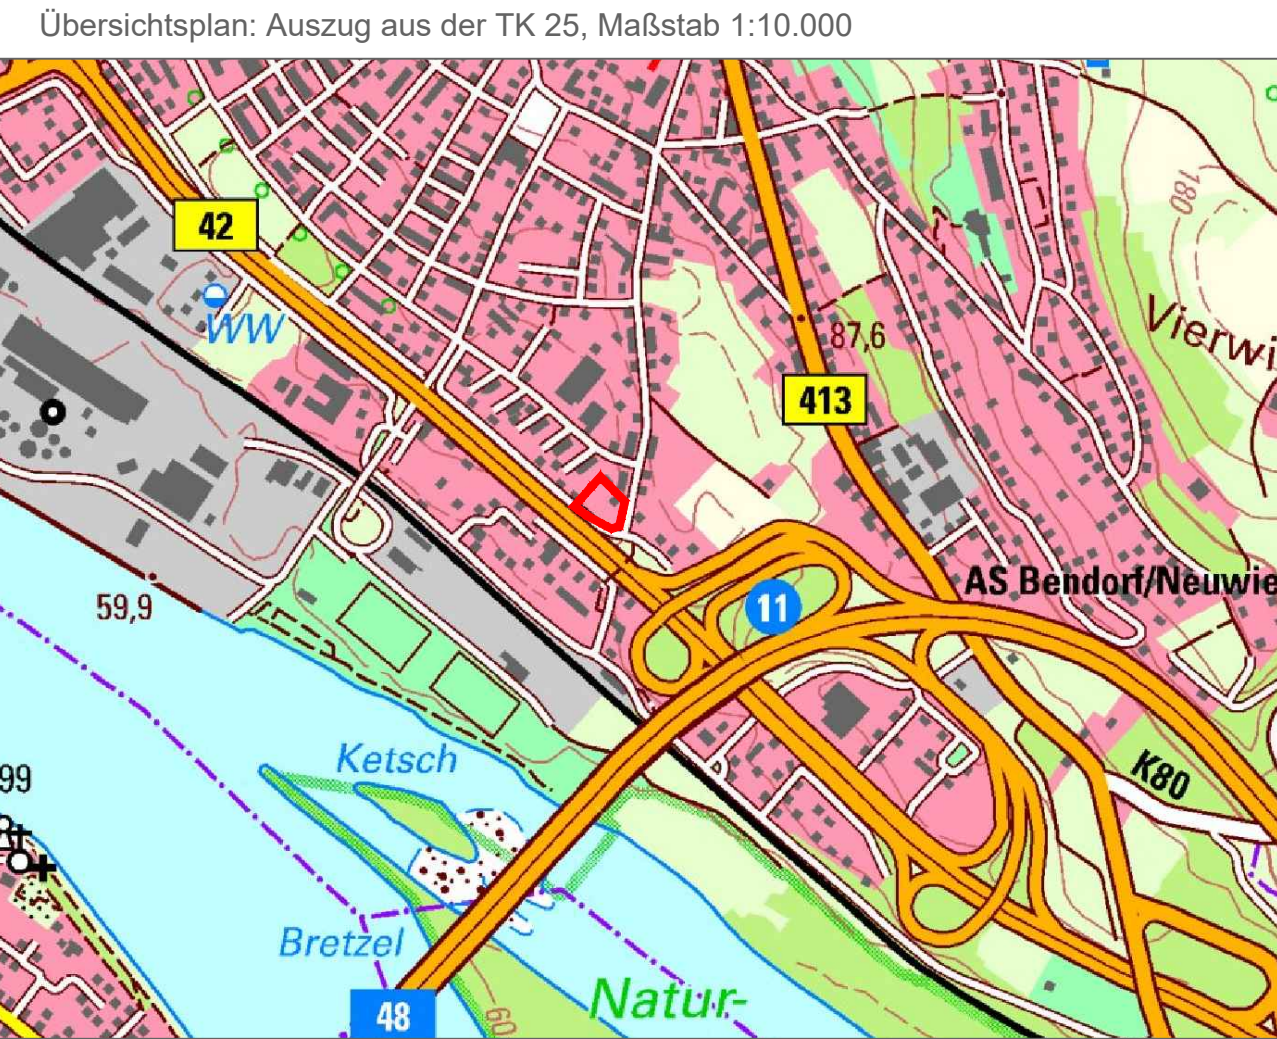 Übersichtsplan: Auszug aus der TK 25, Maßstab 1:10.000
42
180
WW
Vierwi
87,6
413
AS Bendorf/Neuwie
59,9
11
Ketsch
99
K80
Bretzel
Natur-
48
60